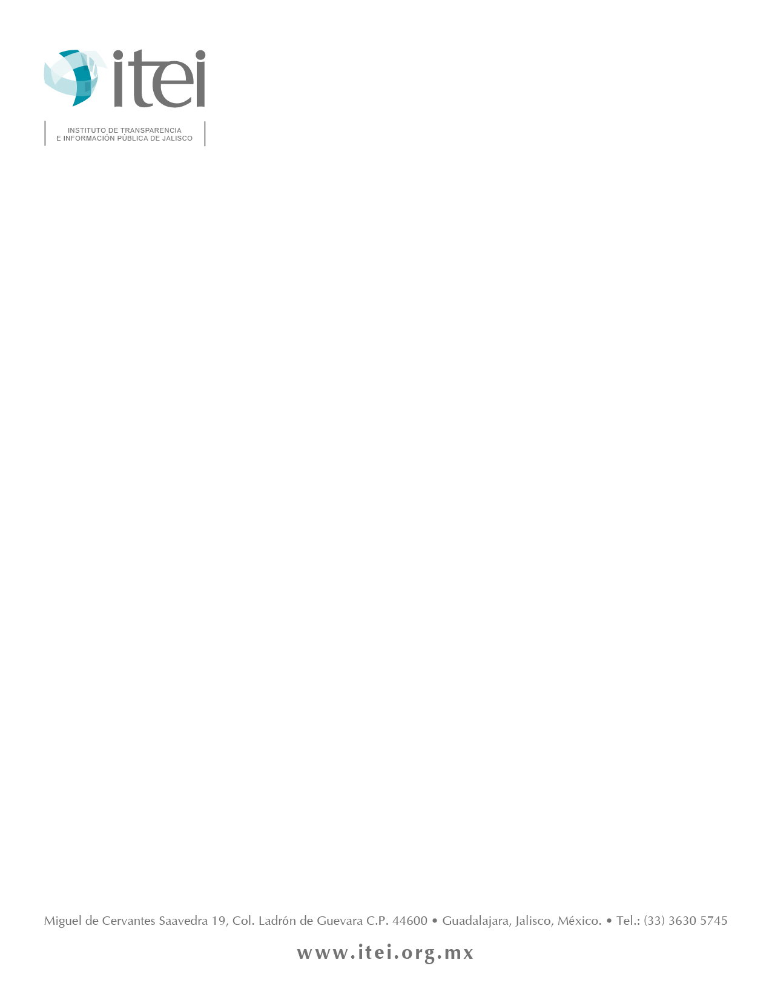 itei
INSTITUTO DE TRANSPARENCIA
E INFORMACIÓN PÚBLICA DE JALISCO
Miguel de Cervantes Saavedra 19, Col. Ladrón de Guevara C.P. 44600 • Guadalajara, Jalisco, México. • Tel.: (33) 3630 5745
www.itei.org.mx